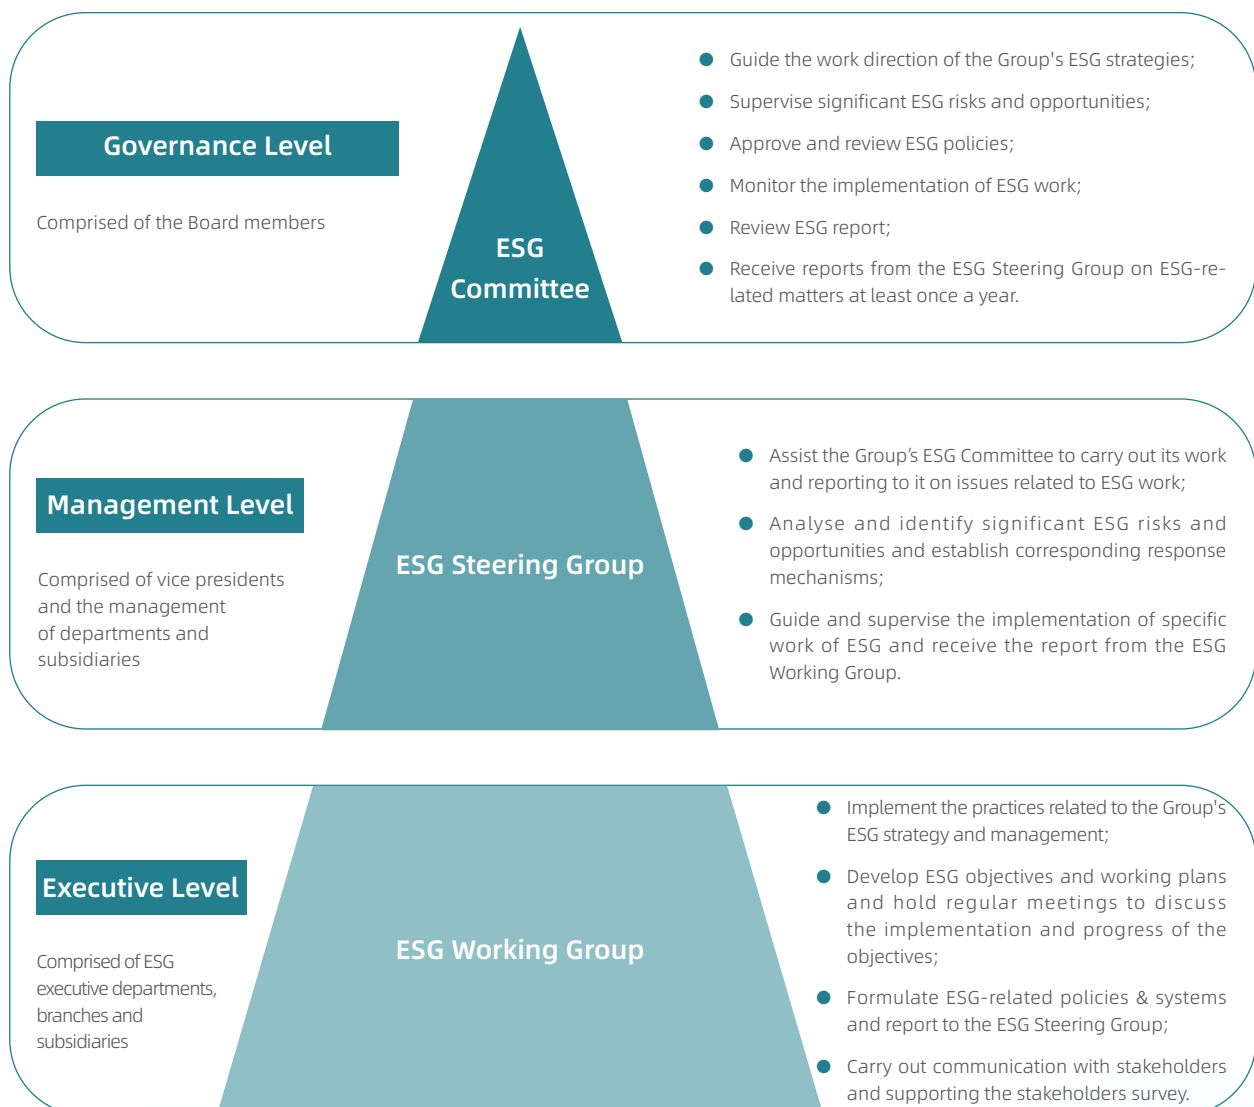 Governance Level
Comprised of the Board members
ESG
Committee
Guide the work direction of the Group's ESG strategies;
Supervise significant ESG risks and opportunities;
Approve and review ESG policies;
Monitor the implementation of ESG work;
Review ESG report;
Receive reports from the ESG Steering Group on ESG-re-
lated matters at least once a year.
Management Level
Comprised of vice presidents
and the management
of departments and
subsidiaries
ESG Steering Group
Assist the Group’s ESG Committee to carry out its work
and reporting to it on issues related to ESG work;
Analyse and identify significant ESG risks and
opportunities and establish corresponding response
mechanisms;
Guide and supervise the implementation of specific
work of ESG and receive the report from the ESG
Working Group.
Executive Level
Comprised of ESG
executive departments,
branches and
subsidiaries
ESG Working Group
Implement the practices related to the Group's
ESG strategy and management;
Develop ESG objectives and working plans
and hold regular meetings to discuss
the implementation and progress of the
objectives;
Formulate ESG-related policies & systems
and report to the ESG Steering Group;
Carry out communication with stakeholders
and supporting the stakeholders survey.